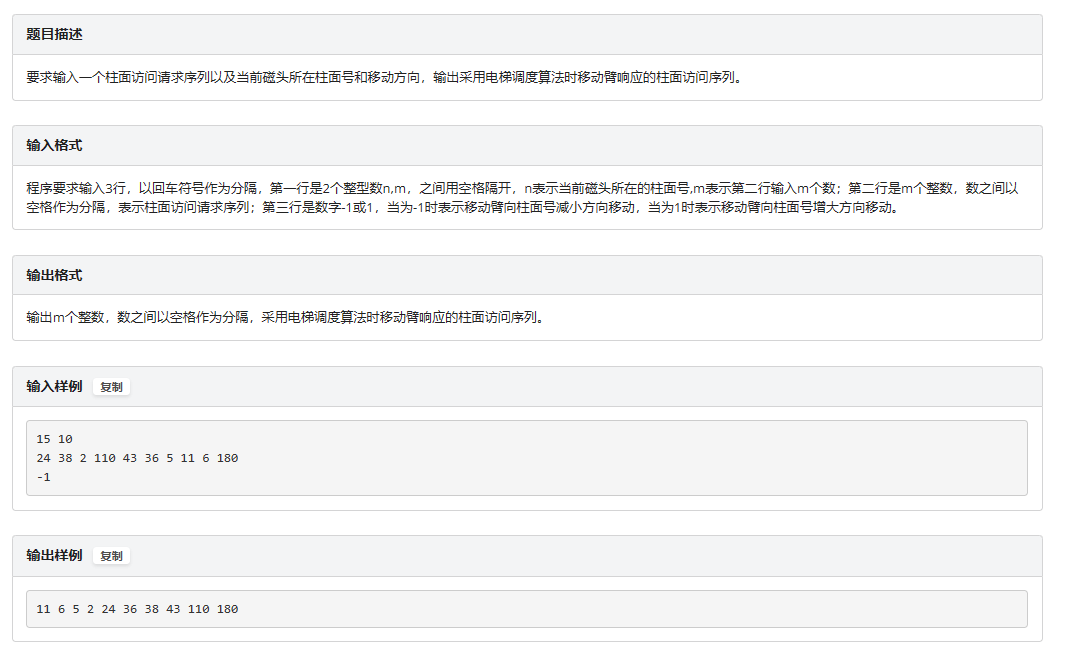 题目描述
要求输入一个柱面访问请求序列以及当前磁头所在柱面号和移动方向，输出采用电梯调度算法时移动臂响应的柱面访问序列。
输入格式
程序要求输入3行，以回车符号作为分隔，第一行是2个整型数n,m，之间用空格隔开，n表示当前磁头所在的柱面号,m表示第二行输入m个数；第二行是m个整数，数之间以
空格作为分隔，表示柱面访问请求序列；第三行是数字-1或1，当为-1时表示移动臂向柱面号减小方向移动，当为1时表示移动臂向柱面号增大方向移动。
输出格式
输出m个整数，数之间以空格作为分隔，采用电梯调度算法时移动臂响应的柱面访问序列。
输入样例 复制
15 10
24 38 2 110 43 36 5 11 6 180
-1
输出样例 复制
11 6 5 2 24 36 38 43 110 180